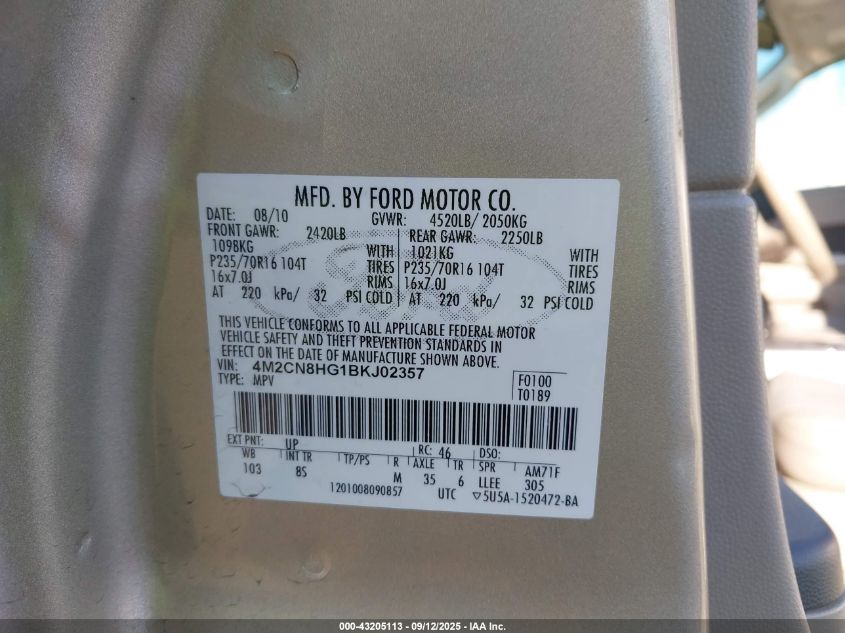 MFD. BY FORD MOTOR CO.
DATE: 08/10 GVWR: 4520LB/ 2050KG
FRONT GAWR: 2420LB REAR GAWR: 2250LB
1098KG WITH 1021KG WITH
P235/70R16 104T TIRES P235/70R16 104T TIRES
16x7.0J RIMS 16x7.0J RIMS
AT 220 kPa/ 32 PSI COLD AT 220 kPa/ 32 PSI COLD
THIS VEHICLE CONFORMS TO ALL APPLICABLE FEDERAL MOTOR
VEHICLE SAFETY AND THEFT PREVENTION STANDARDS IN
EFFECT ON THE DATE OF MANUFACTURE SHOWN ABOVE.
VIN: 4M2CN8HG1BKJ02357
TYPE: MPV
F0100
T0189
EXT PNT: UP RC: 46 DSO:
WB INT TR TP/PS R AXLE TR SPR AM71F
103 8S M 35 6 LLEE 305
1201008090857 UTC ▽5U5A-1520472-BA
000-43205113 - 09/12/2025 - IAA Inc.